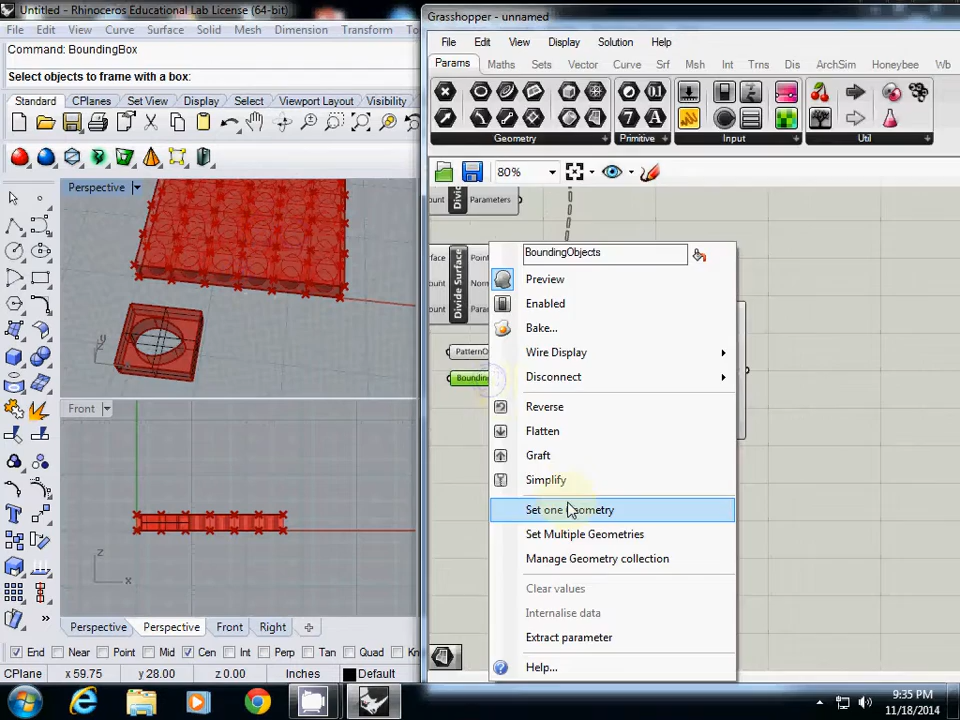 Untitled - Rhinoceros Educational Lab License (64-bit)
File Edit View Curve Surface Solid Mesh Dimension Transform
Command: BoundingBox
Select objects to frame with a box:
Standard CPlanes Set View Display Select Viewport Layout Visibility
Perspective
Front
z
x
Perspective Perspective Front Right
End Near Point Mid Cen Int Perp Tan Quad
CPlane x 59.75 y 28.00 z 0.00 Inches Default
Grasshopper - unnamed
File Edit View Display Solution Help
Params Maths Sets Vector Curve Srf Msh Int Trns Dis ArchSim Honeybee Wb
Geometry Primitive Input Util
80%
Parameters
Divide Surface
BoundingObjects
Preview
Enabled
Bake...
Wire Display
Disconnect
Reverse
Flatten
Graft
Simplify
Set one Geometry
Set Multiple Geometries
Manage Geometry collection
Clear values
Internalise data
Extract parameter
Help...
9:35 PM
11/18/2014